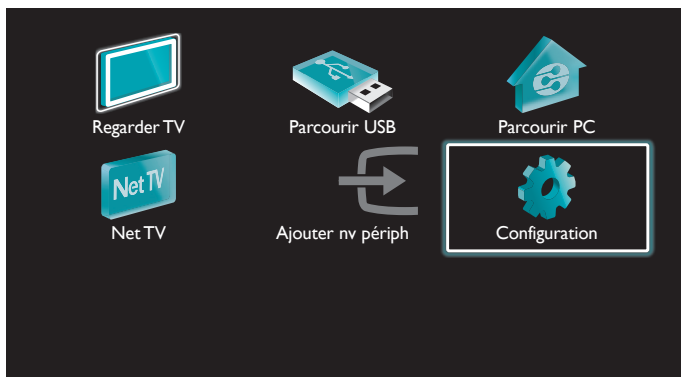 Regarder TV
Parcourir USB
Parcourir PC
Net TV
Net TV
Ajouter nv périph
Configuration